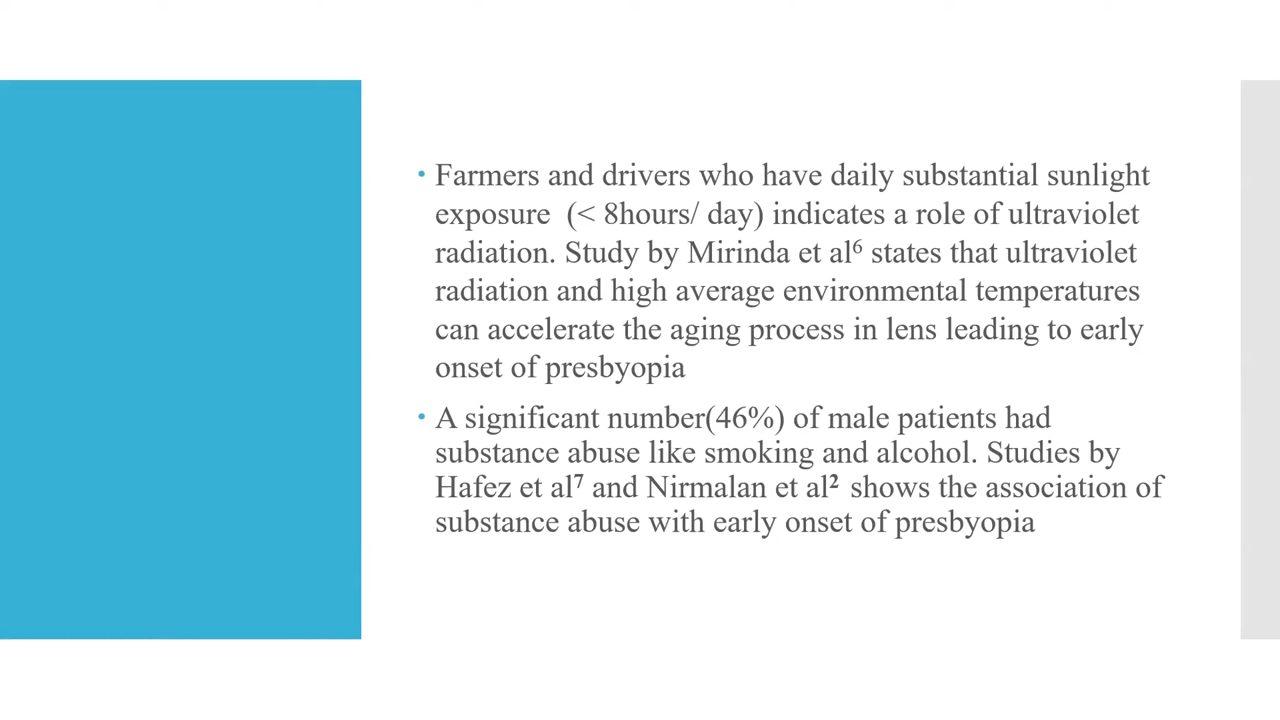 • Farmers and drivers who have daily substantial sunlight
exposure  (< 8hours/ day) indicates a role of ultraviolet
radiation. Study by Mirinda et al⁶ states that ultraviolet
radiation and high average environmental temperatures
can accelerate the aging process in lens leading to early
onset of presbyopia
• A significant number(46%) of male patients had
substance abuse like smoking and alcohol. Studies by
Hafez et al⁷ and Nirmalan et al² shows the association of
substance abuse with early onset of presbyopia